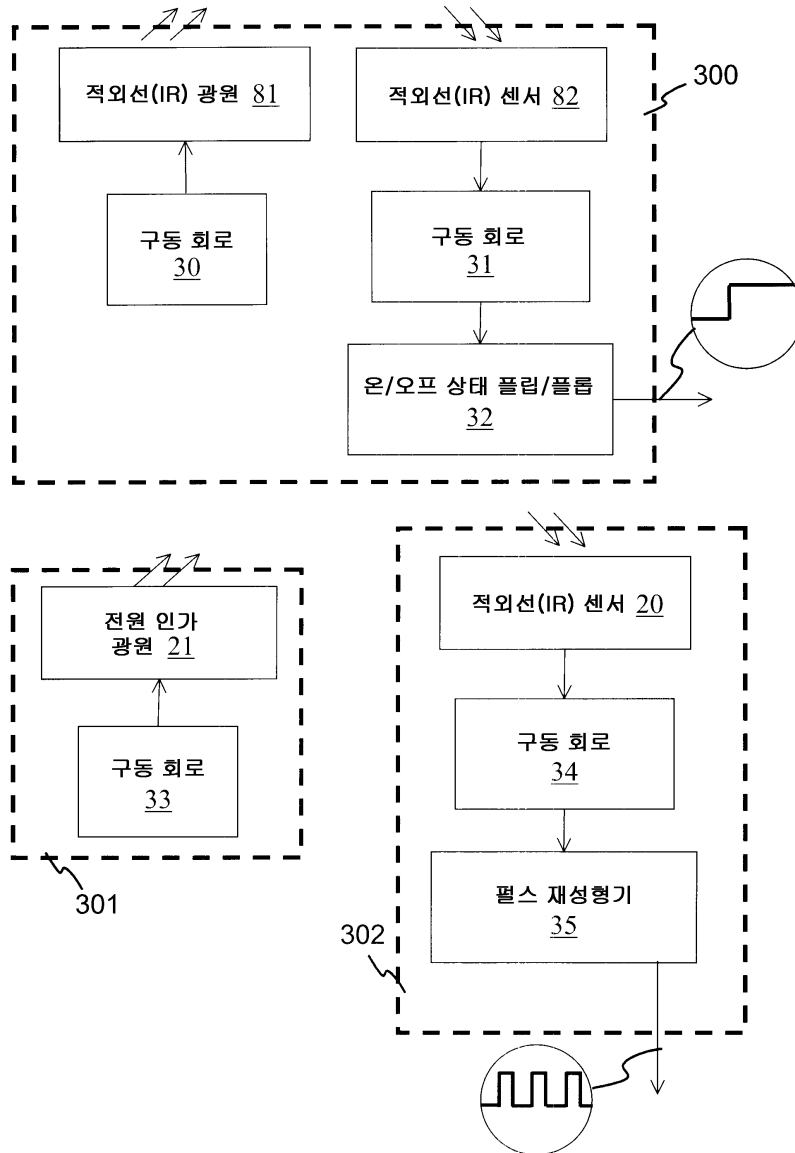 적외선(IR) 광원 81
적외선(IR) 센서 82
300
구동 회로
30
구동 회로
31
온/오프 상태 플립/플롭
32
전원 인가
광원 21
구동 회로
33
301
적외선(IR) 센서 20
구동 회로
34
펄스 재성형기
35
302